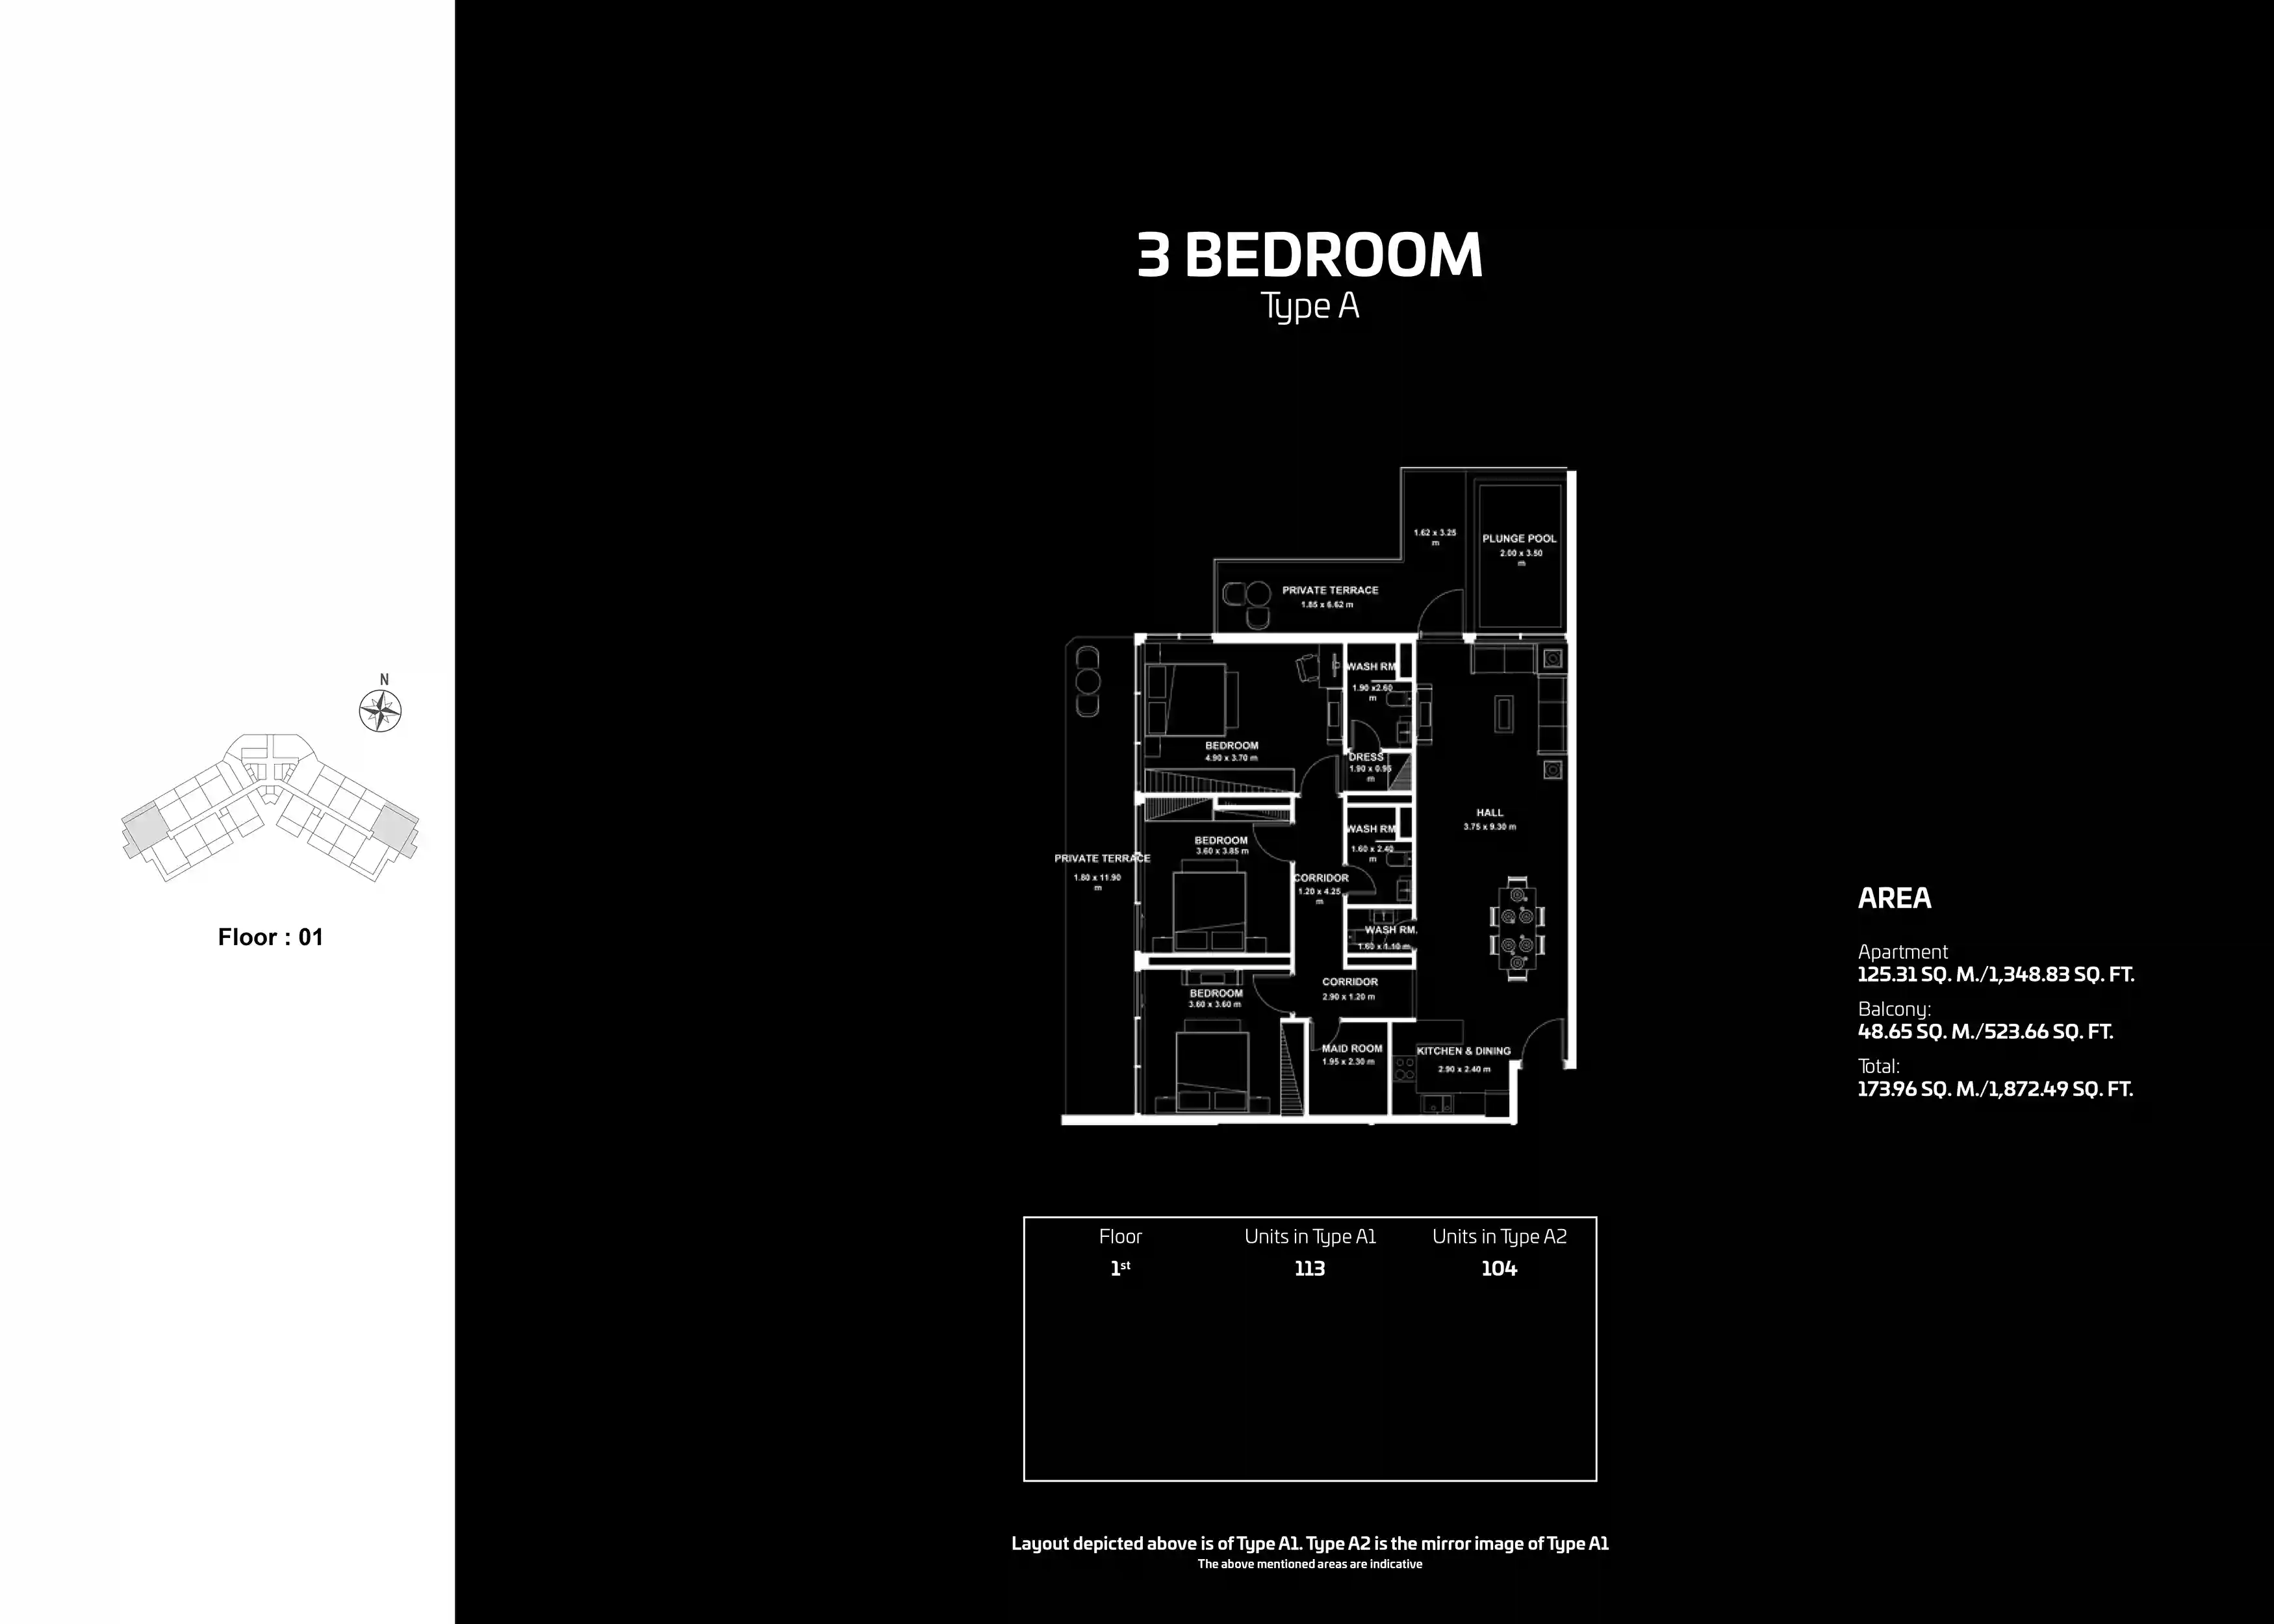 3 BEDROOM
Type A
1.62 x 3.25
m
PLUNGE POOL
2.00 x 3.50
m
PRIVATE TERRACE
1.85 x 6.62 m
WASH RM
1.90 x2.60
m
BEDROOM
4.90 x 3.70 m
DRESS
1.90 x 0.95
m
HALL
3.75 x 9.30 m
WASH RM
1.60 x 2.40
m
BEDROOM
3.60 x 3.85 m
PRIVATE TERRACE
1.80 x 11.90
m
CORRIDOR
1.20 x 4.25
m
WASH RM.
1.60 x 1.10 m
CORRIDOR
2.90 x 1.20 m
BEDROOM
3.60 x 3.60 m
MAID ROOM
1.95 x 2.30 m
KITCHEN & DINING
2.90 x 2.40 m
N
Floor : 01
AREA
Apartment
125.31 SQ. M./1,348.83 SQ. FT.
Balcony:
48.65 SQ. M./523.66 SQ. FT.
Total:
173.96 SQ. M./1,872.49 SQ. FT.
Floor Units in Type A1 Units in Type A2
1st 113 104
Layout depicted above is of Type A1. Type A2 is the mirror image of Type A1
The above mentioned areas are indicative